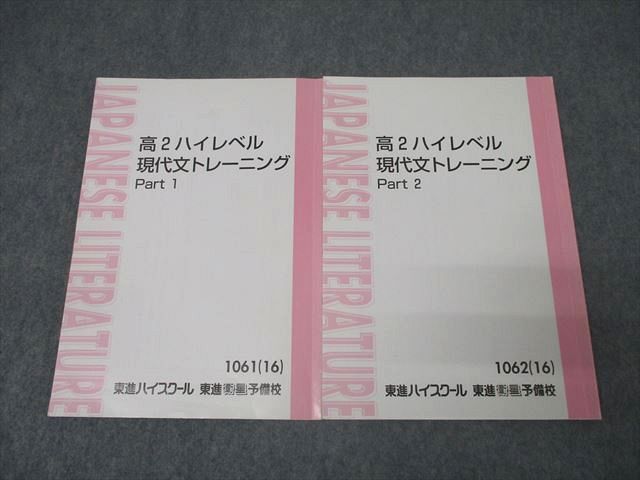 JAPANESE LITERATURE
高2ハイレベル
現代文トレーニング
Part 1
1061(16)
東進ハイスクール 東進衛星予備校
JAPANESE LITERATURE
高2ハイレベル
現代文トレーニング
Part 2
1062(16)
東進ハイスクール 東進衛星予備校